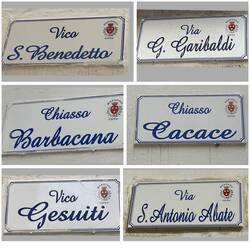 Vico
S. Benedetto
Via
G. Garibaldi
Chiasso
Barbacana
Chiasso
Cacace
Vico
Gesuiti
Via
S. Antonio Abate